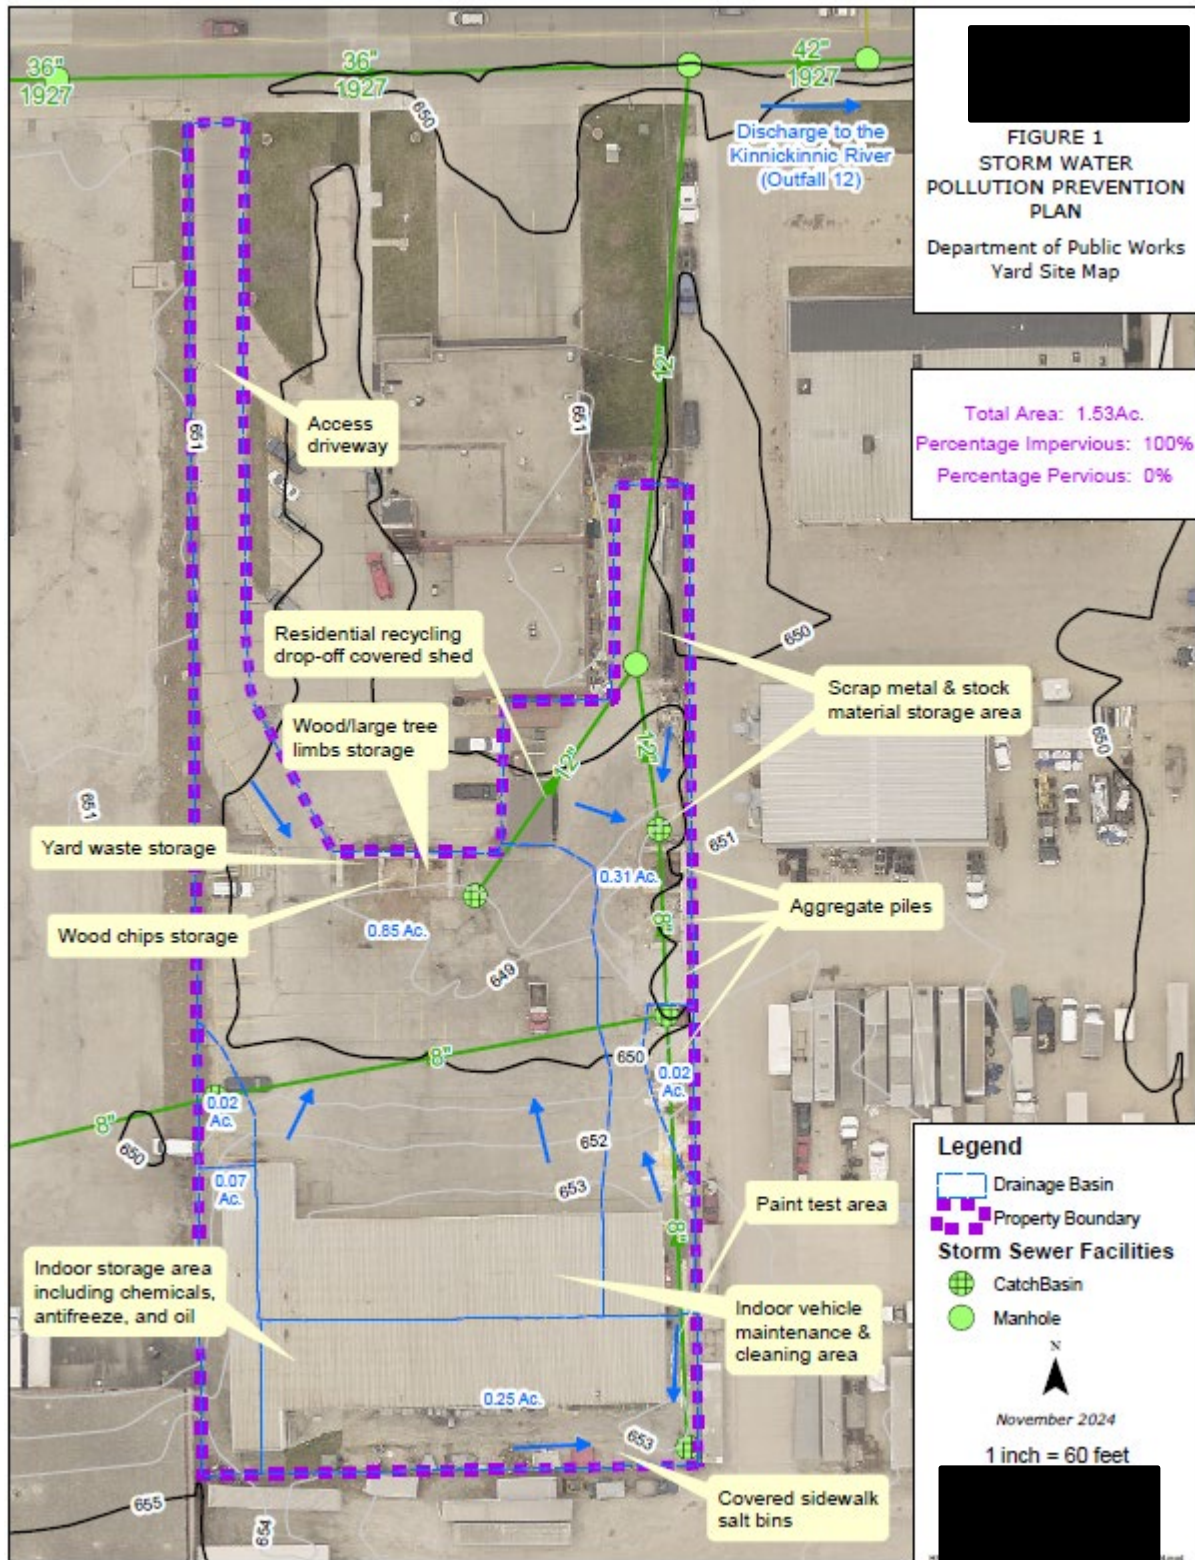 36"
1927
36"
1927
42"
1927
650
Discharge to the
Kinnickinnic River
(Outfall 12)
FIGURE 1
STORM WATER
POLLUTION PREVENTION
PLAN
Department of Public Works
Yard Site Map
Total Area: 1.53Ac.
Percentage Impervious: 100%
Percentage Pervious: 0%
12"
651
651
Access
driveway
Residential recycling
drop-off covered shed
650
Scrap metal & stock
material storage area
Wood/large tree
limbs storage
12"
12"
650
651
651
Yard waste storage
0.31 Ac.
Aggregate piles
Wood chips storage
0.85 Ac.
8"
649
650
8"
0.02
Ac.
0.02
Ac.
8"
650
652
653
0.07
Ac.
Paint test area
8"
Indoor storage area
including chemicals,
antifreeze, and oil
Indoor vehicle
maintenance &
cleaning area
0.25 Ac.
653
Covered sidewalk
salt bins
655
654
Legend
Drainage Basin
Property Boundary
Storm Sewer Facilities
CatchBasin
Manhole
N
November 2024
1 inch = 60 feet